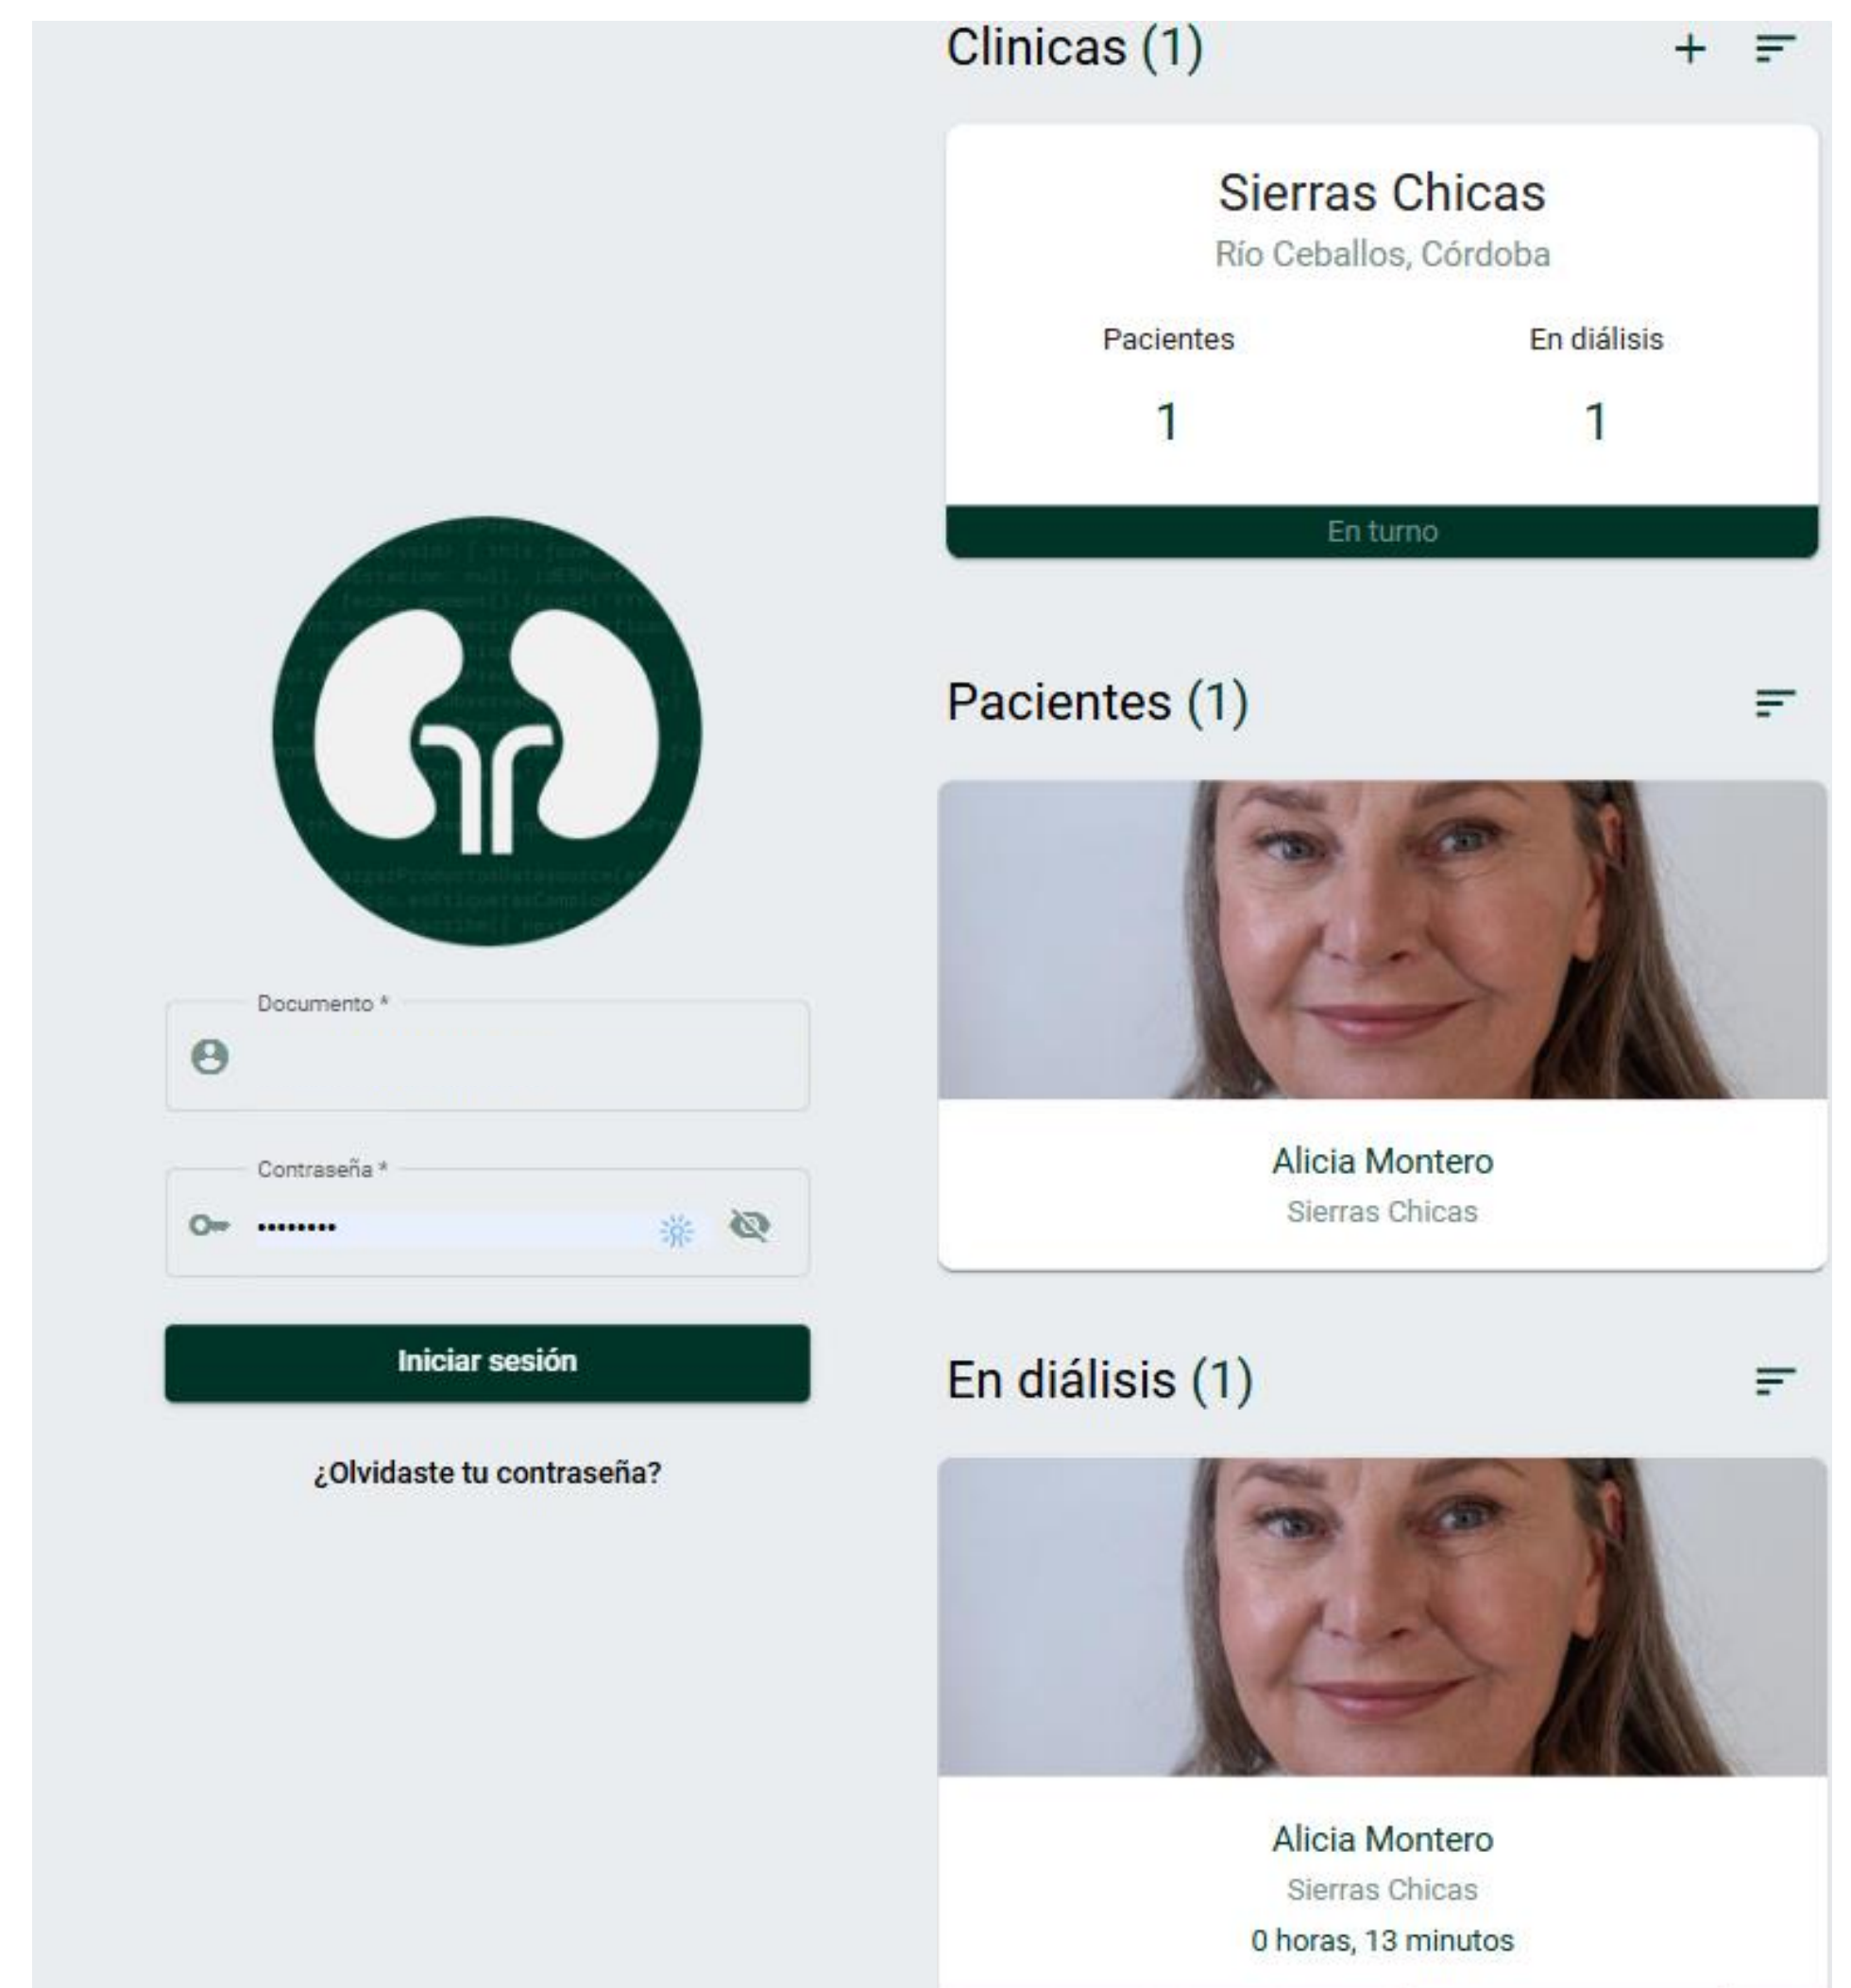 Documento *
Contraseña *
••••••••
Iniciar sesión
¿Olvidaste tu contraseña?
Clinicas (1)
Sierras Chicas
Río Ceballos, Córdoba
Pacientes
En diálisis
1
1
En turno
Pacientes (1)
Alicia Montero
Sierras Chicas
En diálisis (1)
Alicia Montero
Sierras Chicas
0 horas, 13 minutos